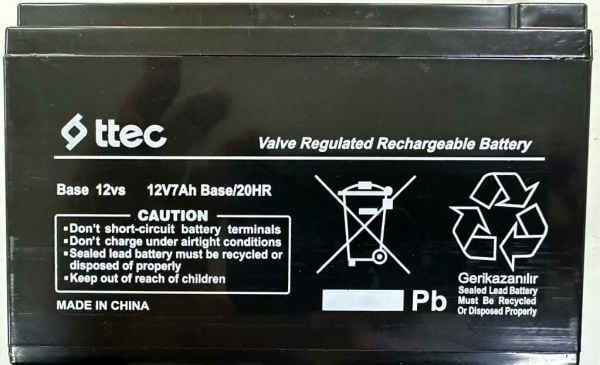 ttec
Valve Regulated Rechargeable Battery
Base 12vs 12V7Ah Base/20HR
CAUTION
▪Don't short-circuit battery terminals
▪Don't charge under airtight conditions
▪Sealed lead battery must be recycled or
disposed of properly
▪Keep out of reach of children
MADE IN CHINA
Pb
Gerikazanılır
Sealed Lead Battery
Must Be Recycled
Or Disposed Properly